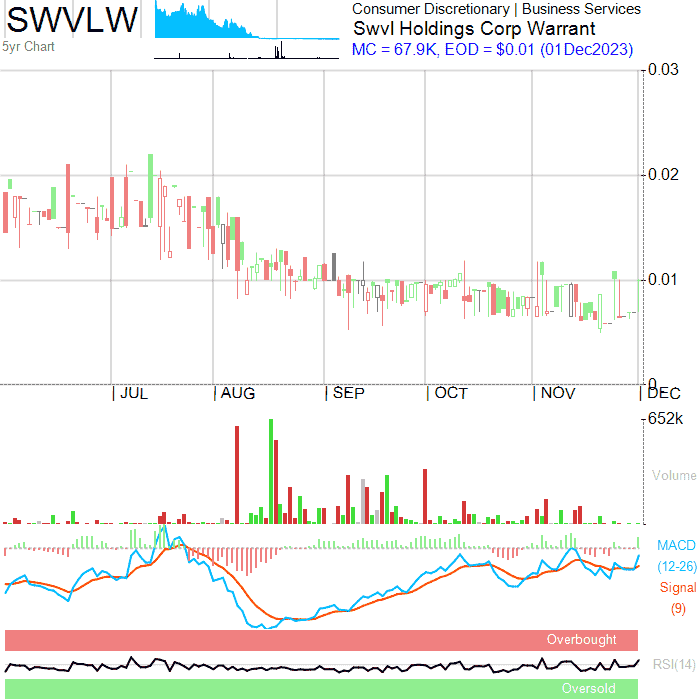 SWVLW
5yr Chart
Consumer Discretionary | Business Services
Swvl Holdings Corp Warrant
MC = 67.9K, EOD = $0.01 (01Dec2023)
0.03
0.02
0.01
0
| JUL | AUG | SEP | OCT | NOV | DEC
652k
Volume
MACD
(12-26)
Signal
(9)
Overbought
RSI(14)
Oversold